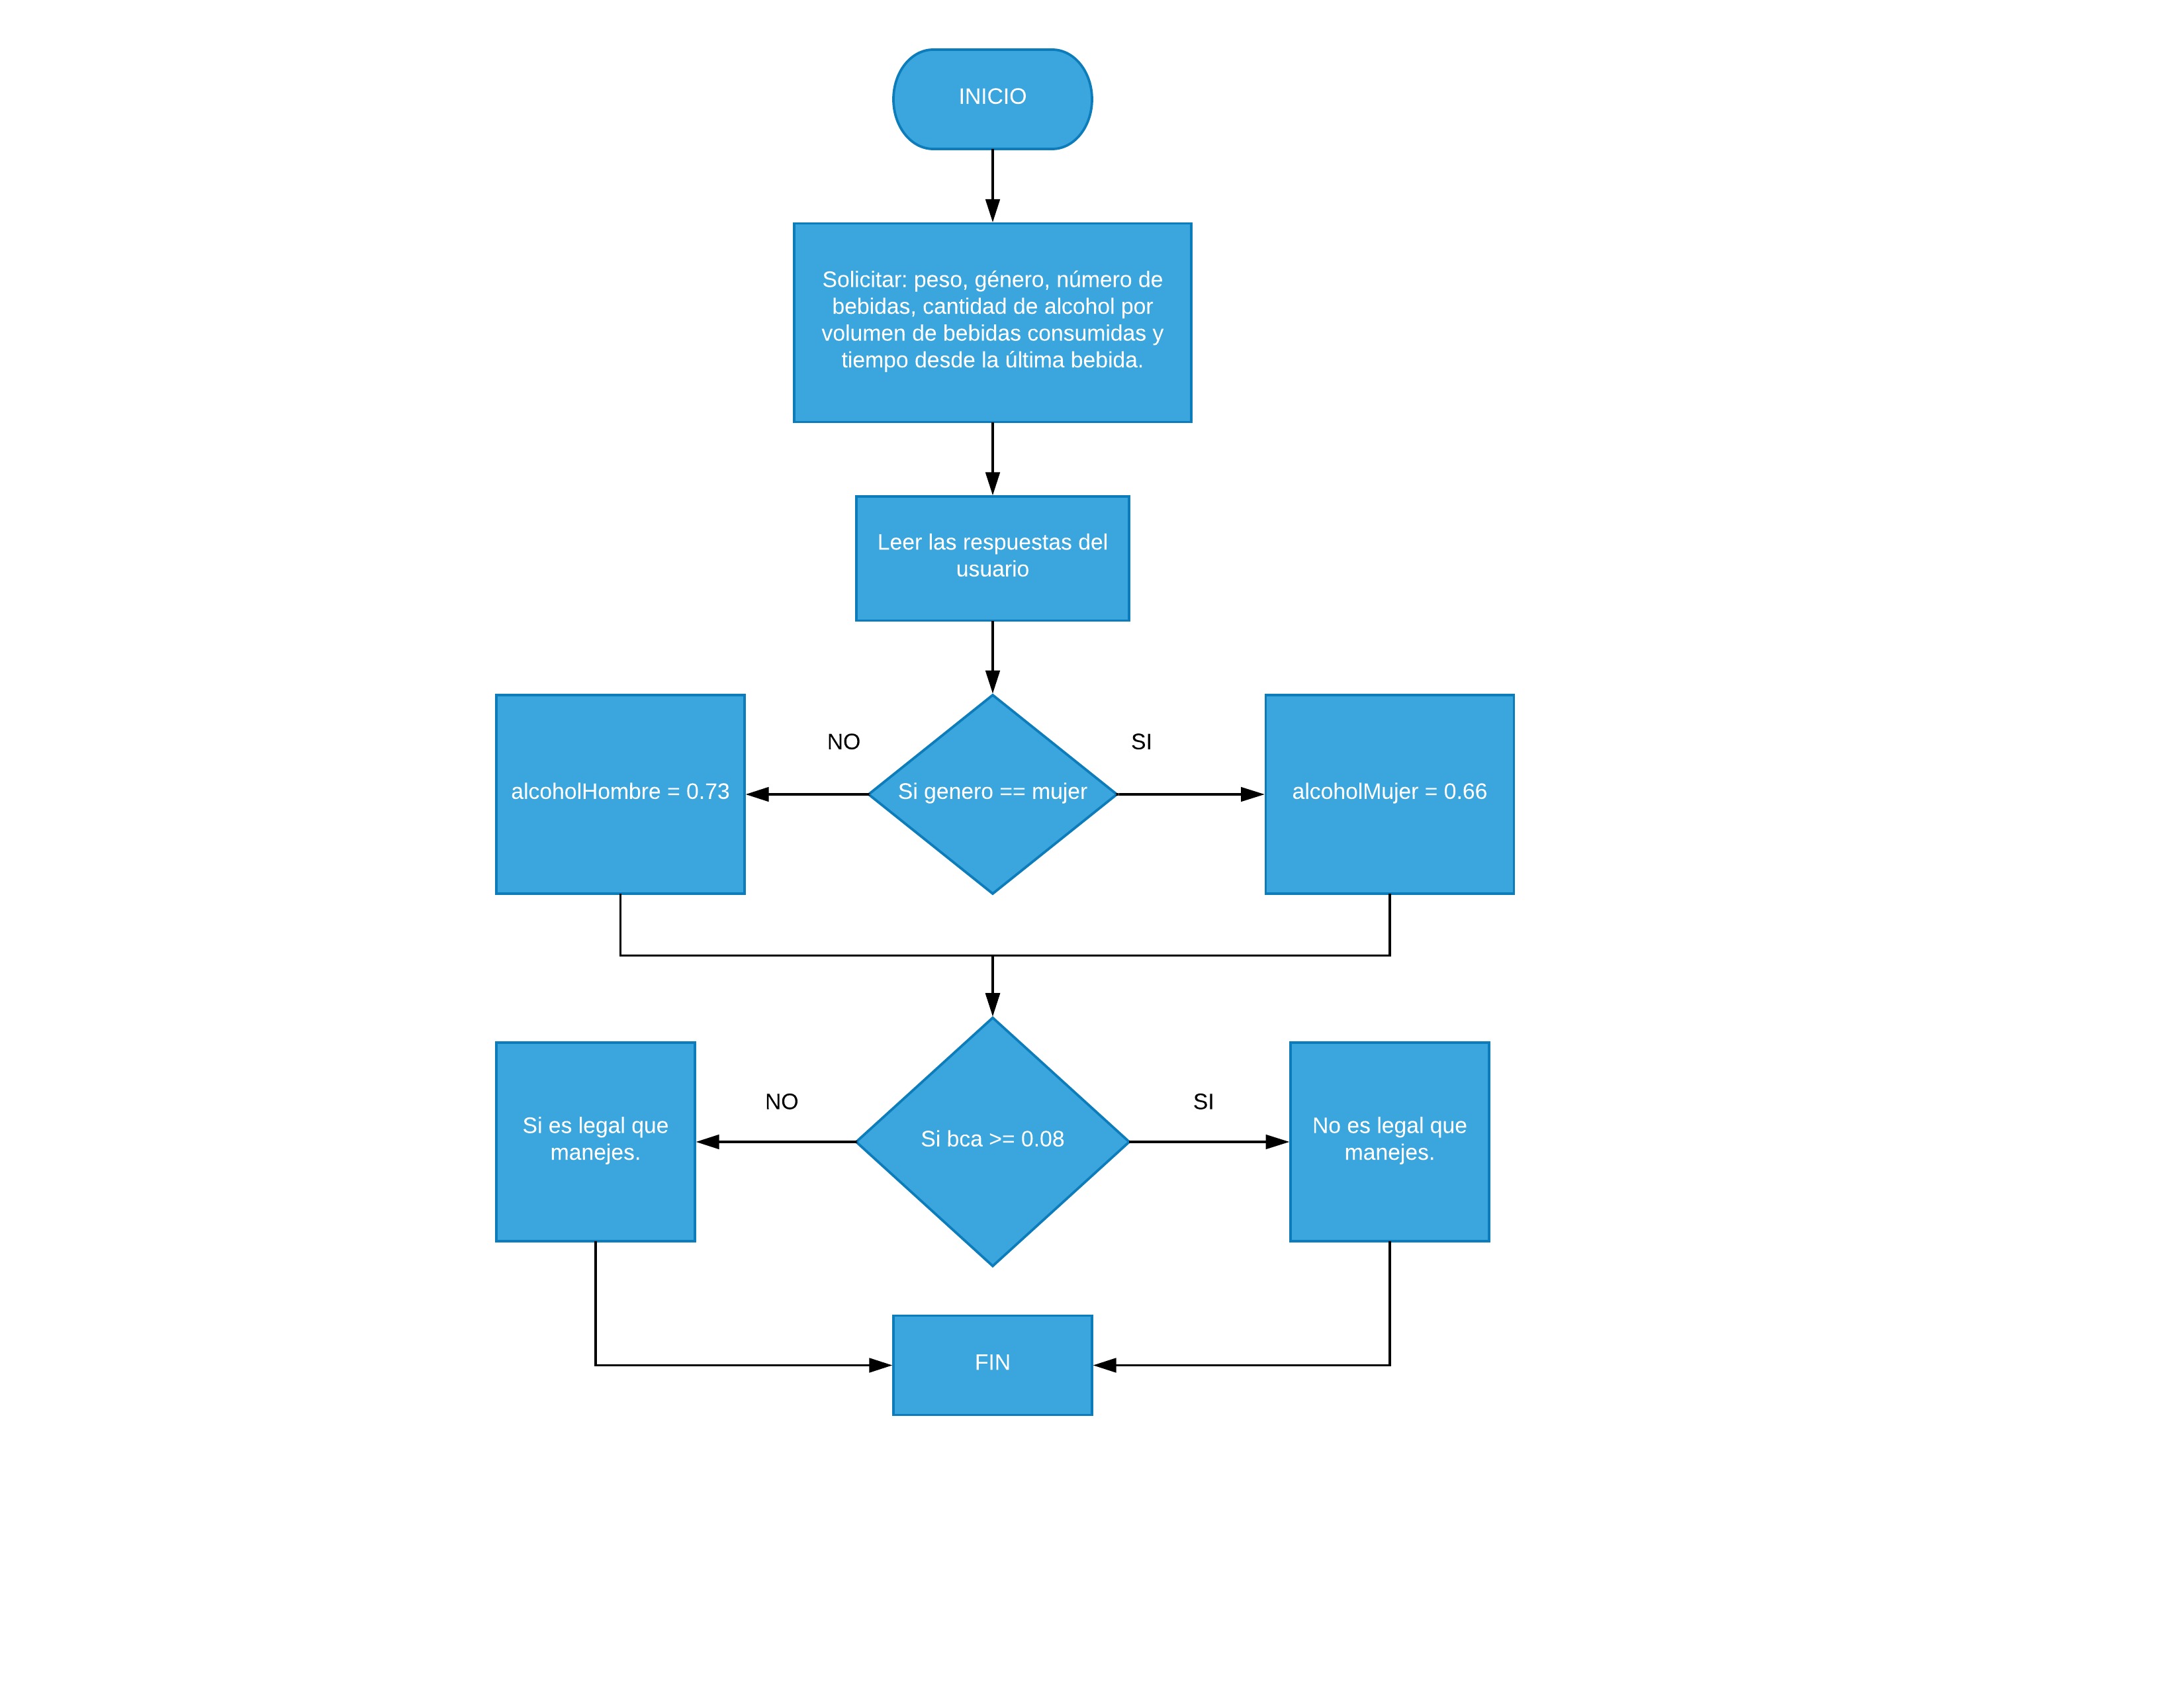 INICIO
Solicitar: peso, género, número de
bebidas, cantidad de alcohol por
volumen de bebidas consumidas y
tiempo desde la última bebida.
Leer las respuestas del
usuario
NO
SI
alcoholHombre = 0.73
Si genero == mujer
alcoholMujer = 0.66
NO
SI
Si es legal que
manejes.
Si bca >= 0.08
No es legal que
manejes.
FIN